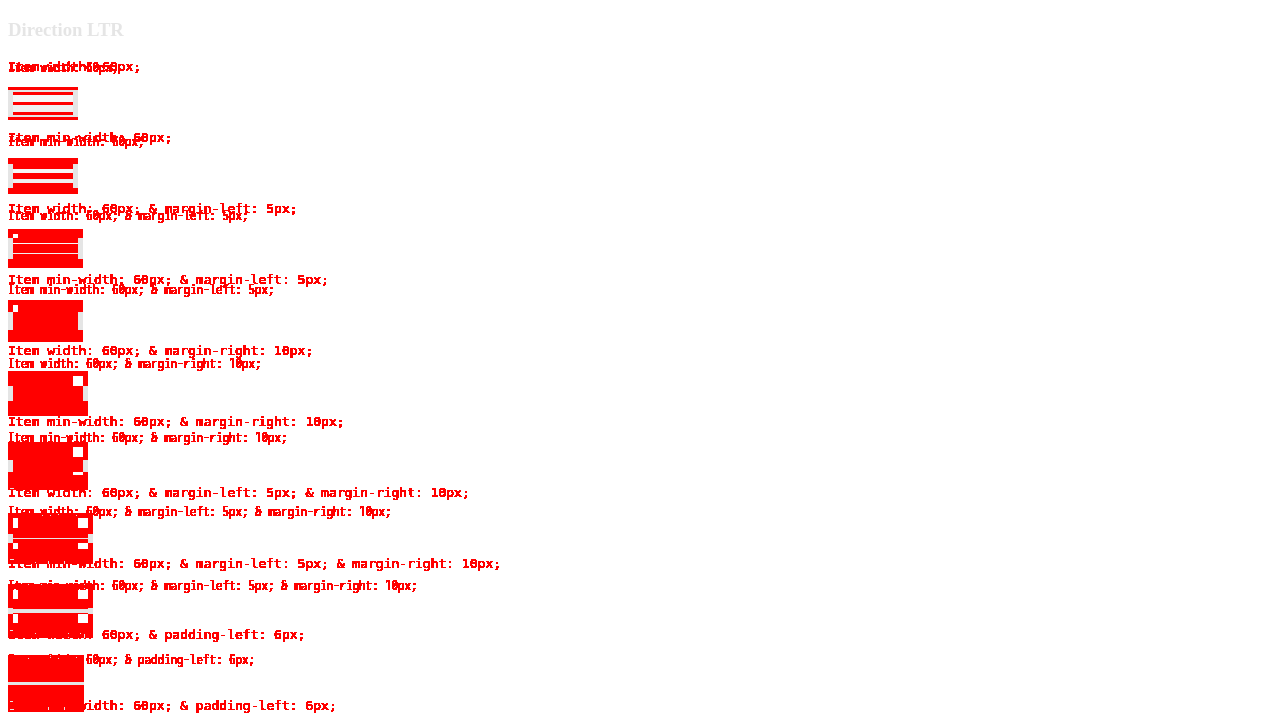 Direction LTR
Item width: 60px;
Item width: 60px;
Item min-width: 60px;
Item min-width: 60px;
Item width: 60px; & margin-left: 5px;
Item width: 60px; & margin-left: 5px;
Item min-width: 60px; & margin-left: 5px;
Item min-width: 60px; & margin-left: 5px;
Item width: 60px; & margin-right: 10px;
Item width: 60px; & margin-right: 10px;
Item min-width: 60px; & margin-right: 10px;
Item min-width: 60px; & margin-right: 10px;
Item width: 60px; & margin-left: 5px; & margin-right: 10px;
Item width: 60px; & margin-left: 5px; & margin-right: 10px;
Item min-width: 60px; & margin-left: 5px; & margin-right: 10px;
Item min-width: 60px; & margin-left: 5px; & margin-right: 10px;
Item width: 60px; & padding-left: 6px;
60px; & padding-left: 6px;
60px; & padding-left: 6px;